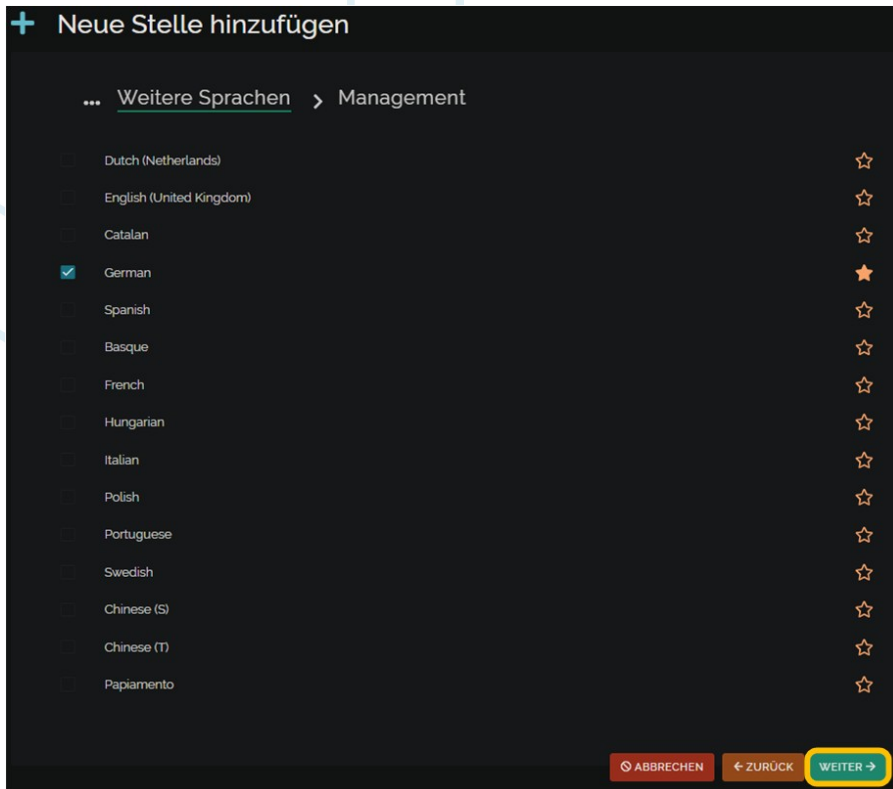 Neue Stelle hinzufügen
... Weitere Sprachen > Management
Dutch (Netherlands)
English (United Kingdom)
Catalan
German
Spanish
Basque
French
Hungarian
Italian
Polish
Portuguese
Swedish
Chinese (S)
Chinese (T)
Papiamento
ABBRECHEN ← ZURÜCK WEITER →